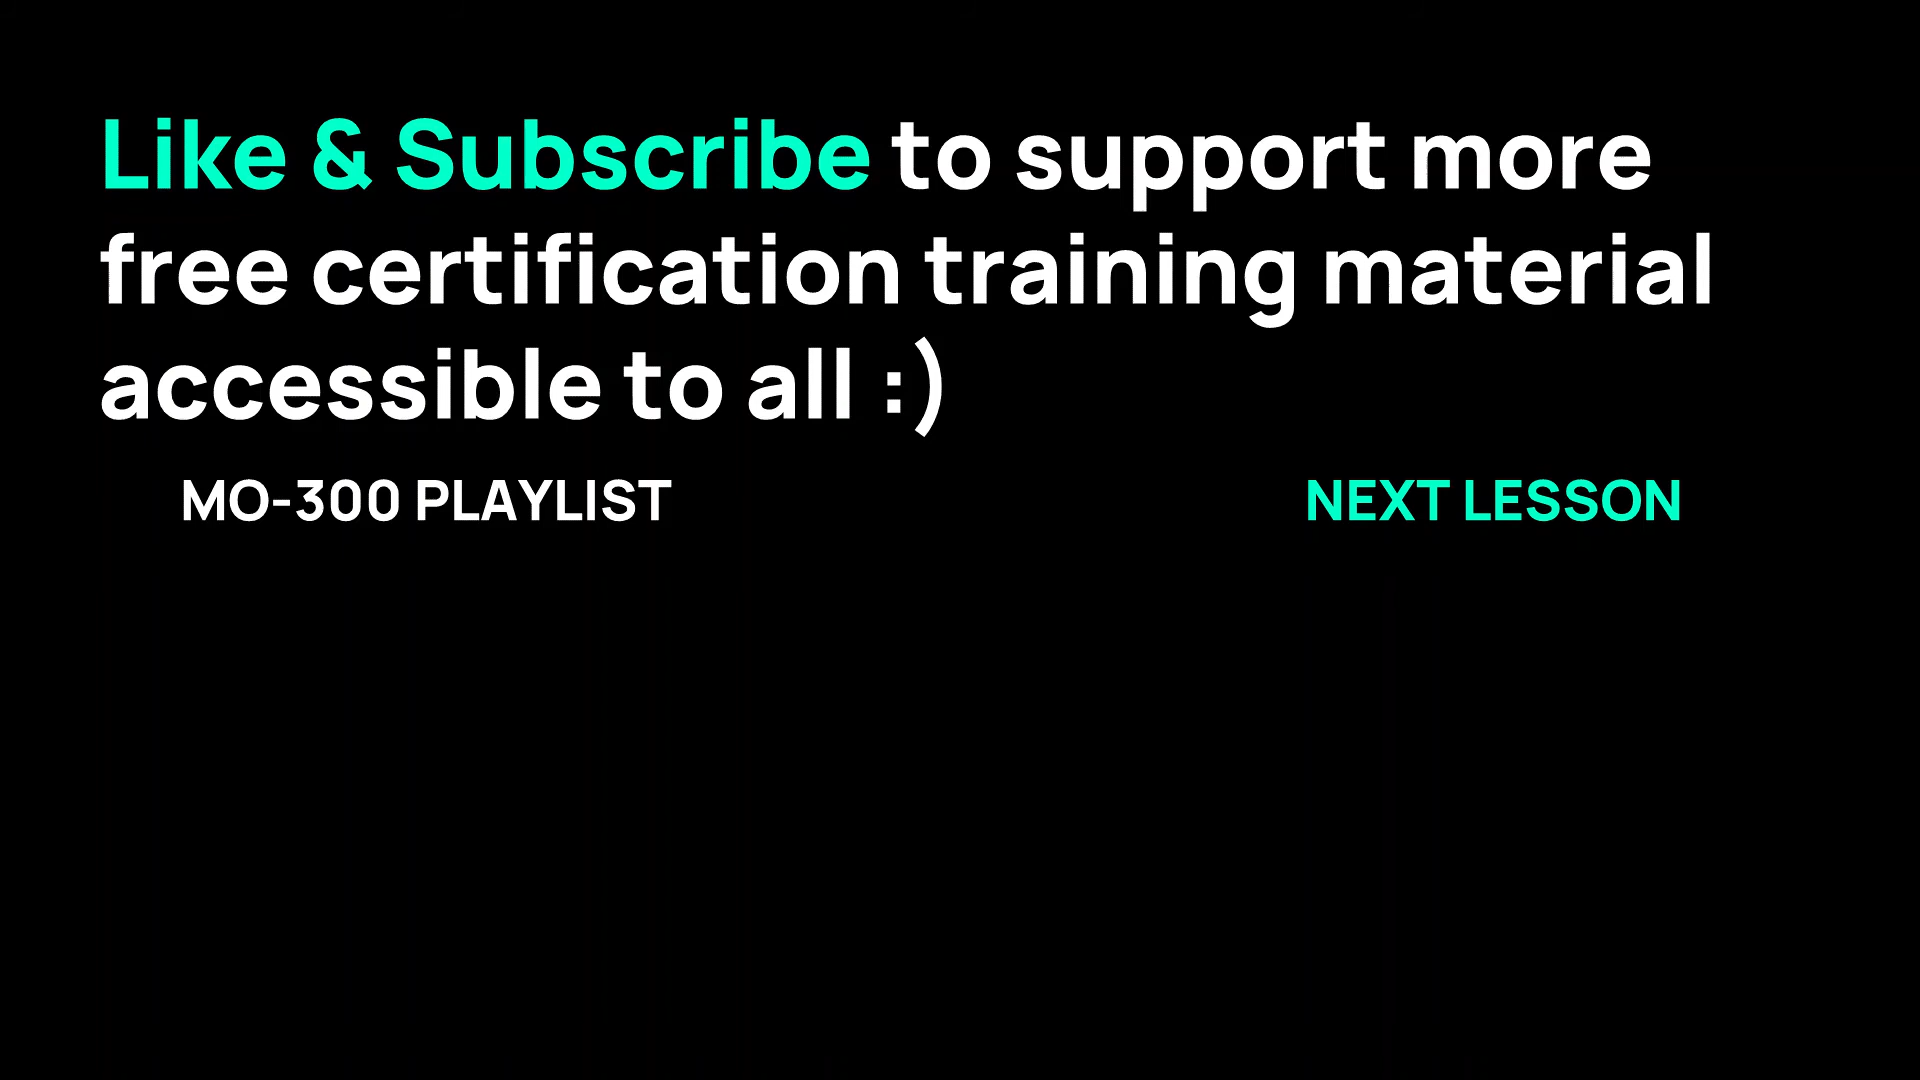 Like & Subscribe to support more
free certification training material
accessible to all :)
MO-300 PLAYLIST
NEXT LESSON